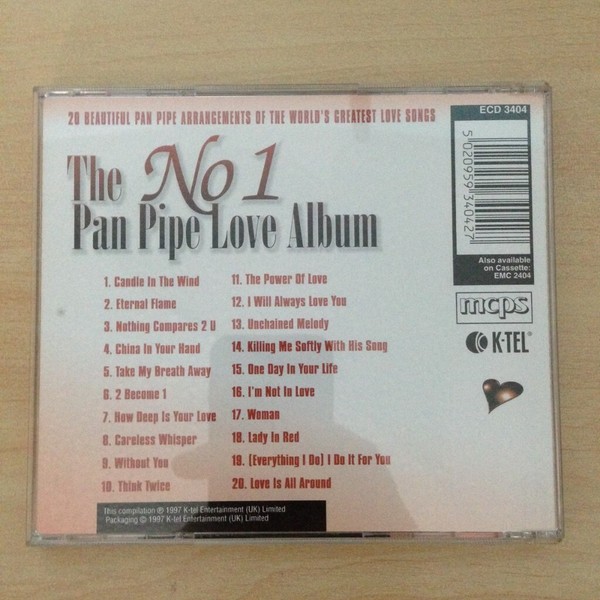 20 BEAUTIFUL PAN PIPE ARRANGEMENTS OF THE WORLD'S GREATEST LOVE SONGS
The No 1
Pan Pipe Love Album
1. Candle In The Wind
2. Eternal Flame
3. Nothing Compares 2 U
4. China In Your Hand
5. Take My Breath Away
6. 2 Become 1
7. How Deep Is Your Love
8. Careless Whisper
9. Without You
10. Think Twice
11. The Power Of Love
12. I Will Always Love You
13. Unchained Melody
14. Killing Me Softly With His Song
15. One Day In Your Life
16. I'm Not In Love
17. Woman
18. Lady in Red
19. (Everything I Do) I Do It For You
20. Love Is All Around
ECD 3404
5 020959 340427
Also available
on Cassette:
EMC 2404
mcps
K-TEL®
This compilation ℗ 1997 K-tel Entertainment (UK) Limited
Packaging © 1997 K-tel Entertainment (UK) Limited